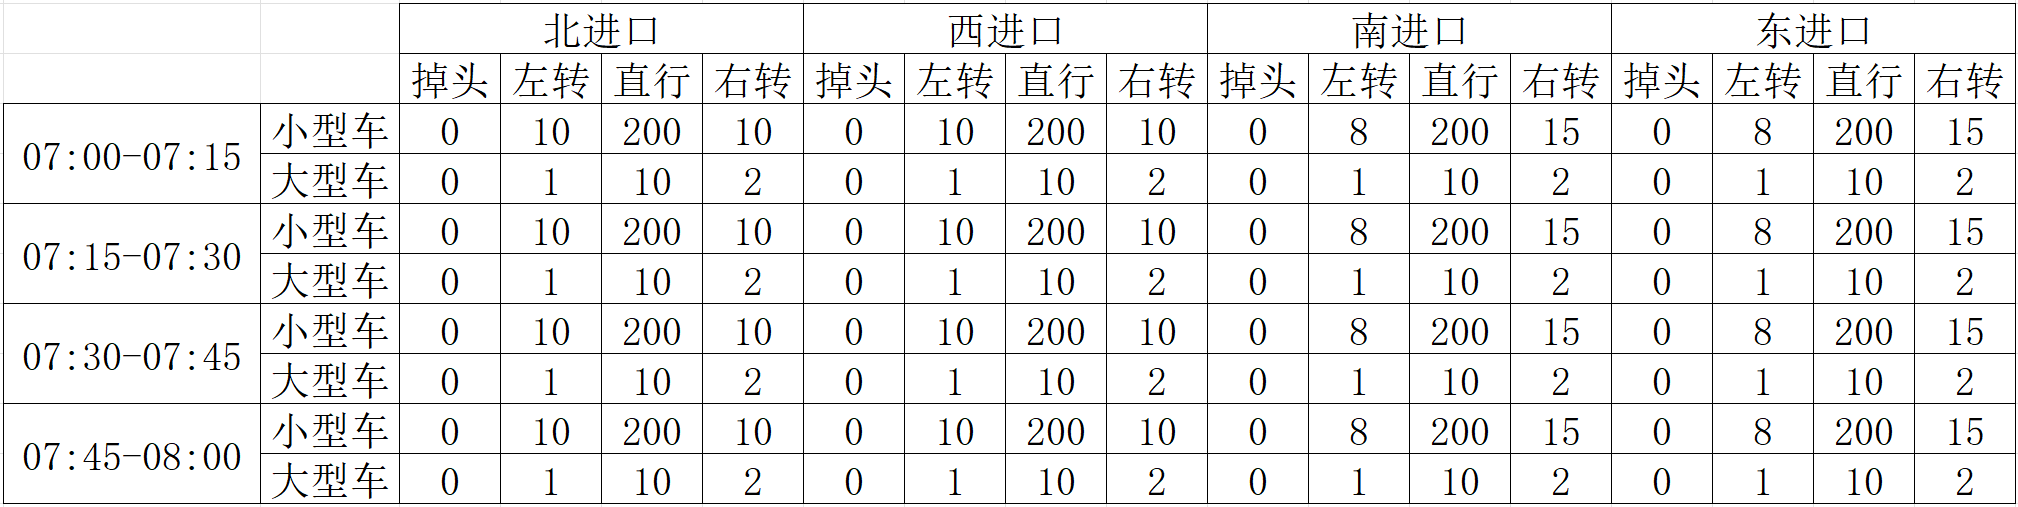 北进口 西进口 南进口 东进口
掉头 左转 直行 右转 掉头 左转 直行 右转 掉头 左转 直行 右转 掉头 左转 直行 右转
07:00-07:15 小型车 0 10 200 10 0 10 200 10 0 8 200 15 0 8 200 15
大型车 0 1 10 2 0 1 10 2 0 1 10 2 0 1 10 2
07:15-07:30 小型车 0 10 200 10 0 10 200 10 0 8 200 15 0 8 200 15
大型车 0 1 10 2 0 1 10 2 0 1 10 2 0 1 10 2
07:30-07:45 小型车 0 10 200 10 0 10 200 10 0 8 200 15 0 8 200 15
大型车 0 1 10 2 0 1 10 2 0 1 10 2 0 1 10 2
07:45-08:00 小型车 0 10 200 10 0 10 200 10 0 8 200 15 0 8 200 15
大型车 0 1 10 2 0 1 10 2 0 1 10 2 0 1 10 2